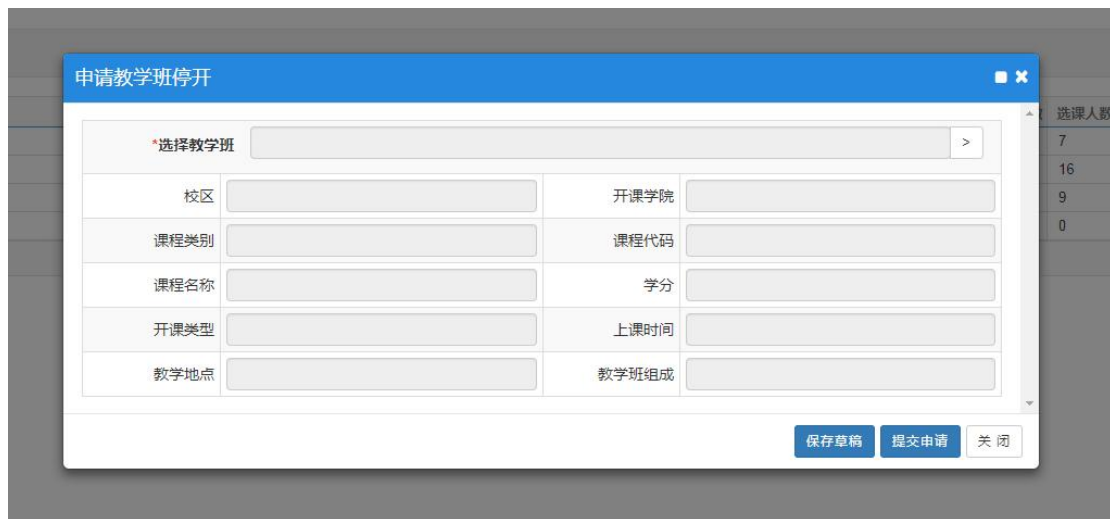 申请教学班停开
选课人数
*选择教学班 >
7
16
校区 开课学院
9
课程类别 课程代码
0
课程名称 学分
开课类型 上课时间
教学地点 教学班组成
保存草稿 提交申请 关闭